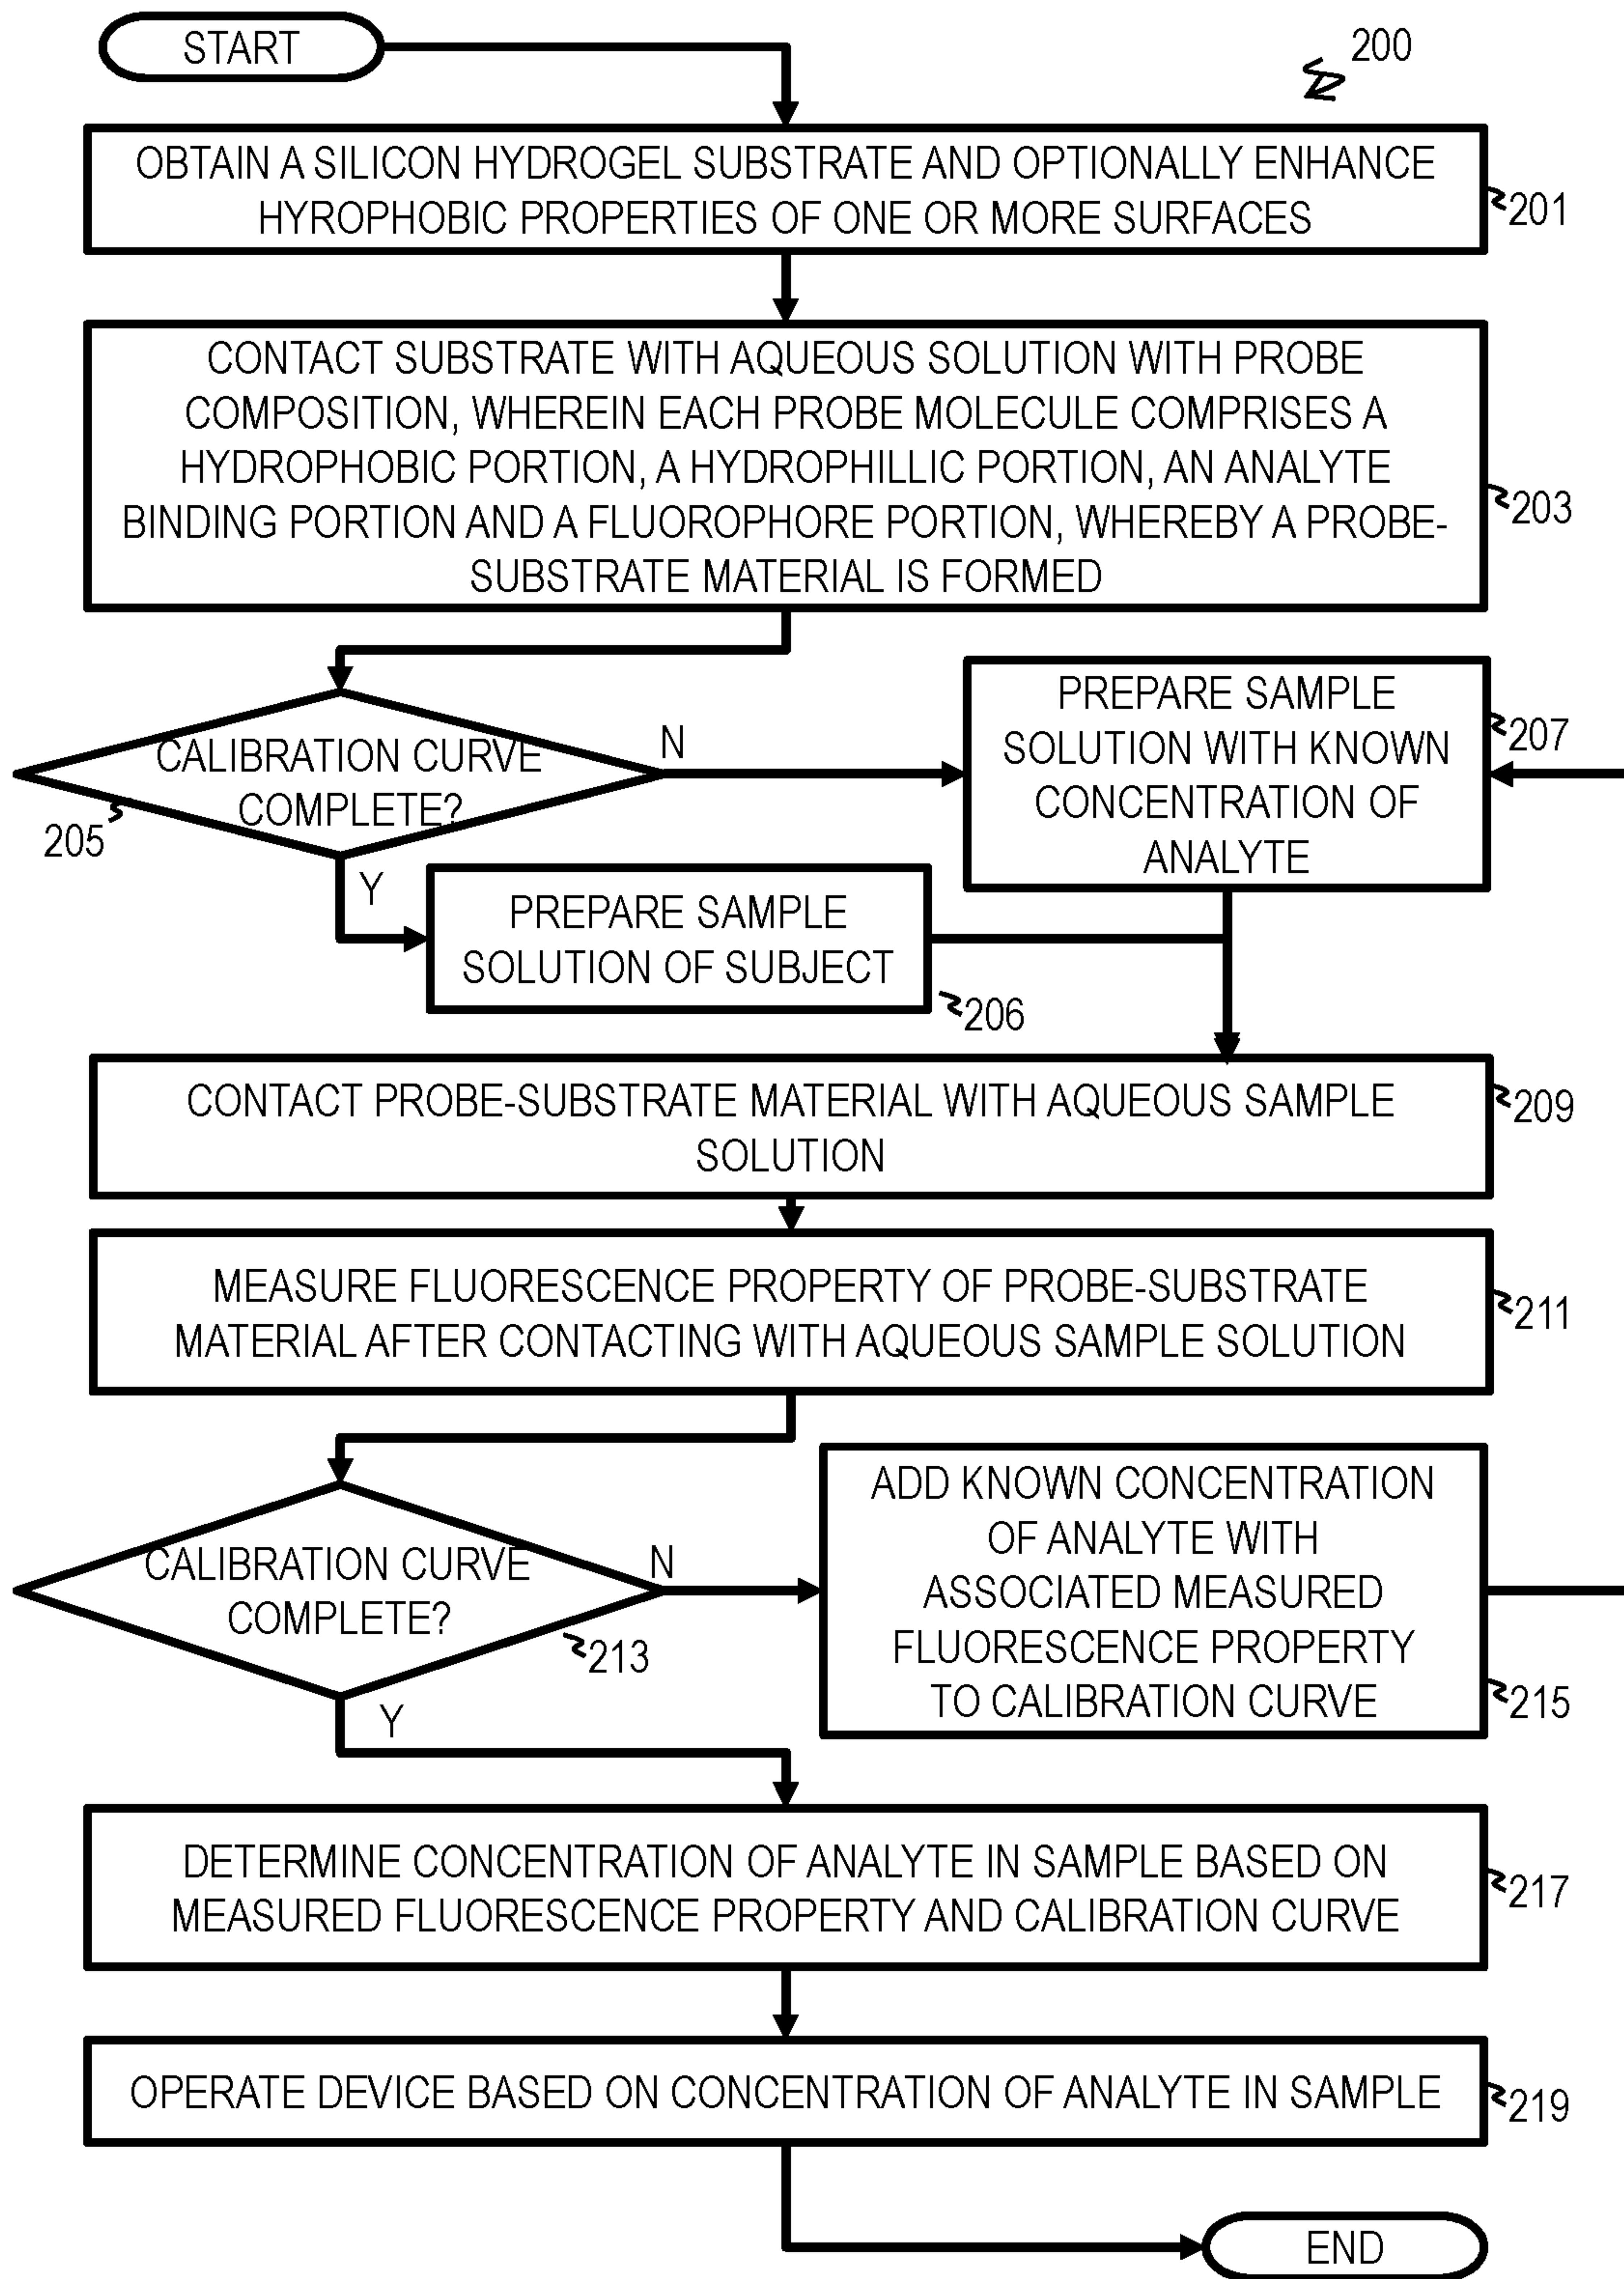 START
200
OBTAIN A SILICON HYDROGEL SUBSTRATE AND OPTIONALLY ENHANCE
HYROPHOBIC PROPERTIES OF ONE OR MORE SURFACES
201
CONTACT SUBSTRATE WITH AQUEOUS SOLUTION WITH PROBE
COMPOSITION, WHEREIN EACH PROBE MOLECULE COMPRISES A
HYDROPHOBIC PORTION, A HYDROPHILLIC PORTION, AN ANALYTE
BINDING PORTION AND A FLUOROPHORE PORTION, WHEREBY A PROBE-
SUBSTRATE MATERIAL IS FORMED
203
CALIBRATION CURVE
COMPLETE?
205
N
Y
PREPARE SAMPLE
SOLUTION WITH KNOWN
CONCENTRATION OF
ANALYTE
207
PREPARE SAMPLE
SOLUTION OF SUBJECT
206
CONTACT PROBE-SUBSTRATE MATERIAL WITH AQUEOUS SAMPLE
SOLUTION
209
MEASURE FLUORESCENCE PROPERTY OF PROBE-SUBSTRATE
MATERIAL AFTER CONTACTING WITH AQUEOUS SAMPLE SOLUTION
211
CALIBRATION CURVE
COMPLETE?
213
N
Y
ADD KNOWN CONCENTRATION
OF ANALYTE WITH
ASSOCIATED MEASURED
FLUORESCENCE PROPERTY
TO CALIBRATION CURVE
215
DETERMINE CONCENTRATION OF ANALYTE IN SAMPLE BASED ON
MEASURED FLUORESCENCE PROPERTY AND CALIBRATION CURVE
217
OPERATE DEVICE BASED ON CONCENTRATION OF ANALYTE IN SAMPLE
219
END